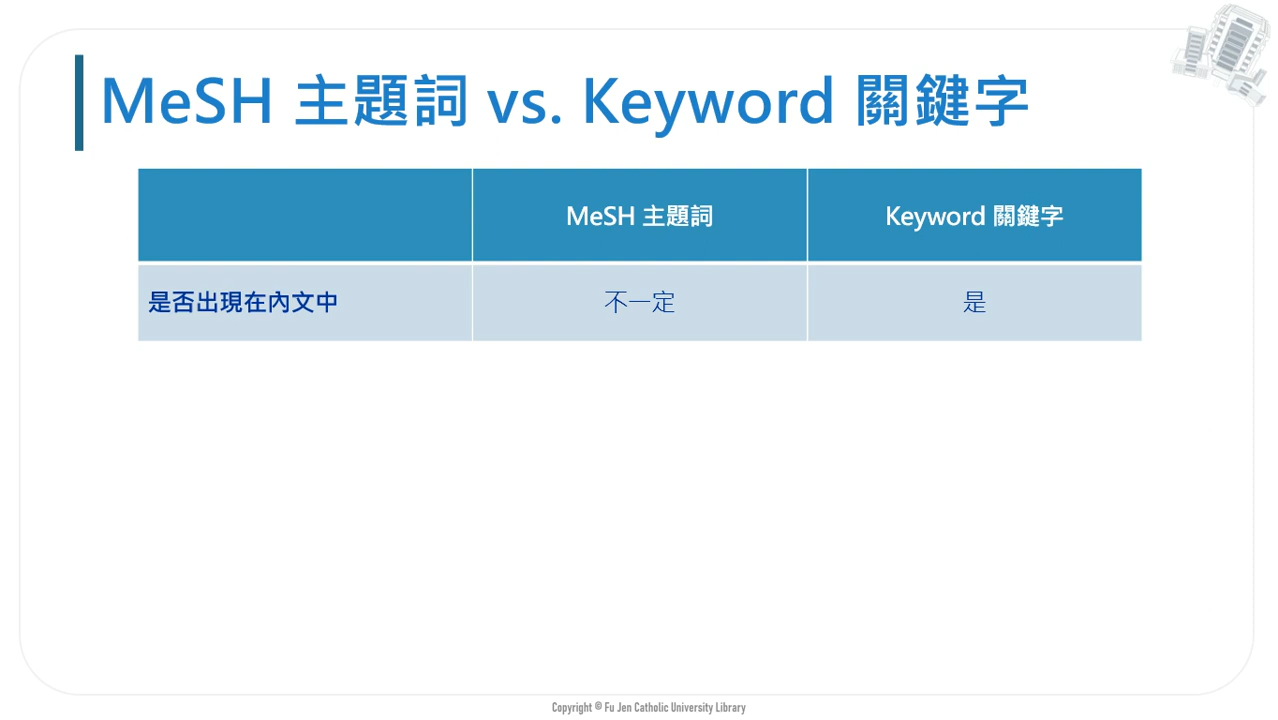 MeSH 主題詞 vs. Keyword 關鍵字
MeSH 主題詞
Keyword 關鍵字
是否出現在內文中
不一定
是
Copyright © Fu Jen Catholic University Library